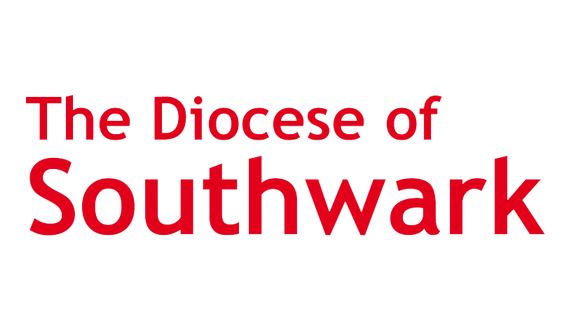 The Diocese of
Southwark